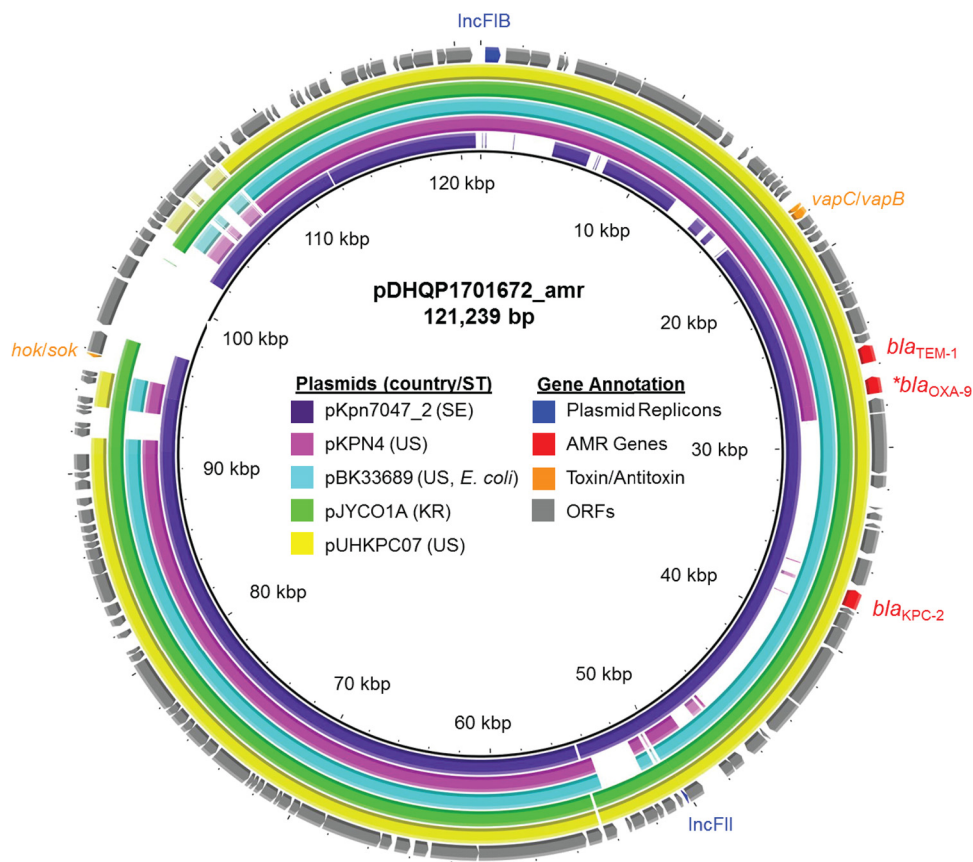 IncFIB
120 kbp
110 kbp
10 kbp
vapC/vapB
pDHQP1701672_amr
121,239 bp
20 kbp
100 kbp
hok/sok
blaTEM-1
*blaOXA-9
Plasmids (country/ST)
pKpn7047_2 (SE)
pKPN4 (US)
pBK33689 (US, E. coli)
pJYCO1A (KR)
pUHKPC07 (US)
Gene Annotation
Plasmid Replicons
AMR Genes
Toxin/Antitoxin
ORFs
30 kbp
90 kbp
40 kbp
80 kbp
blaKPC-2
50 kbp
70 kbp
60 kbp
IncFII